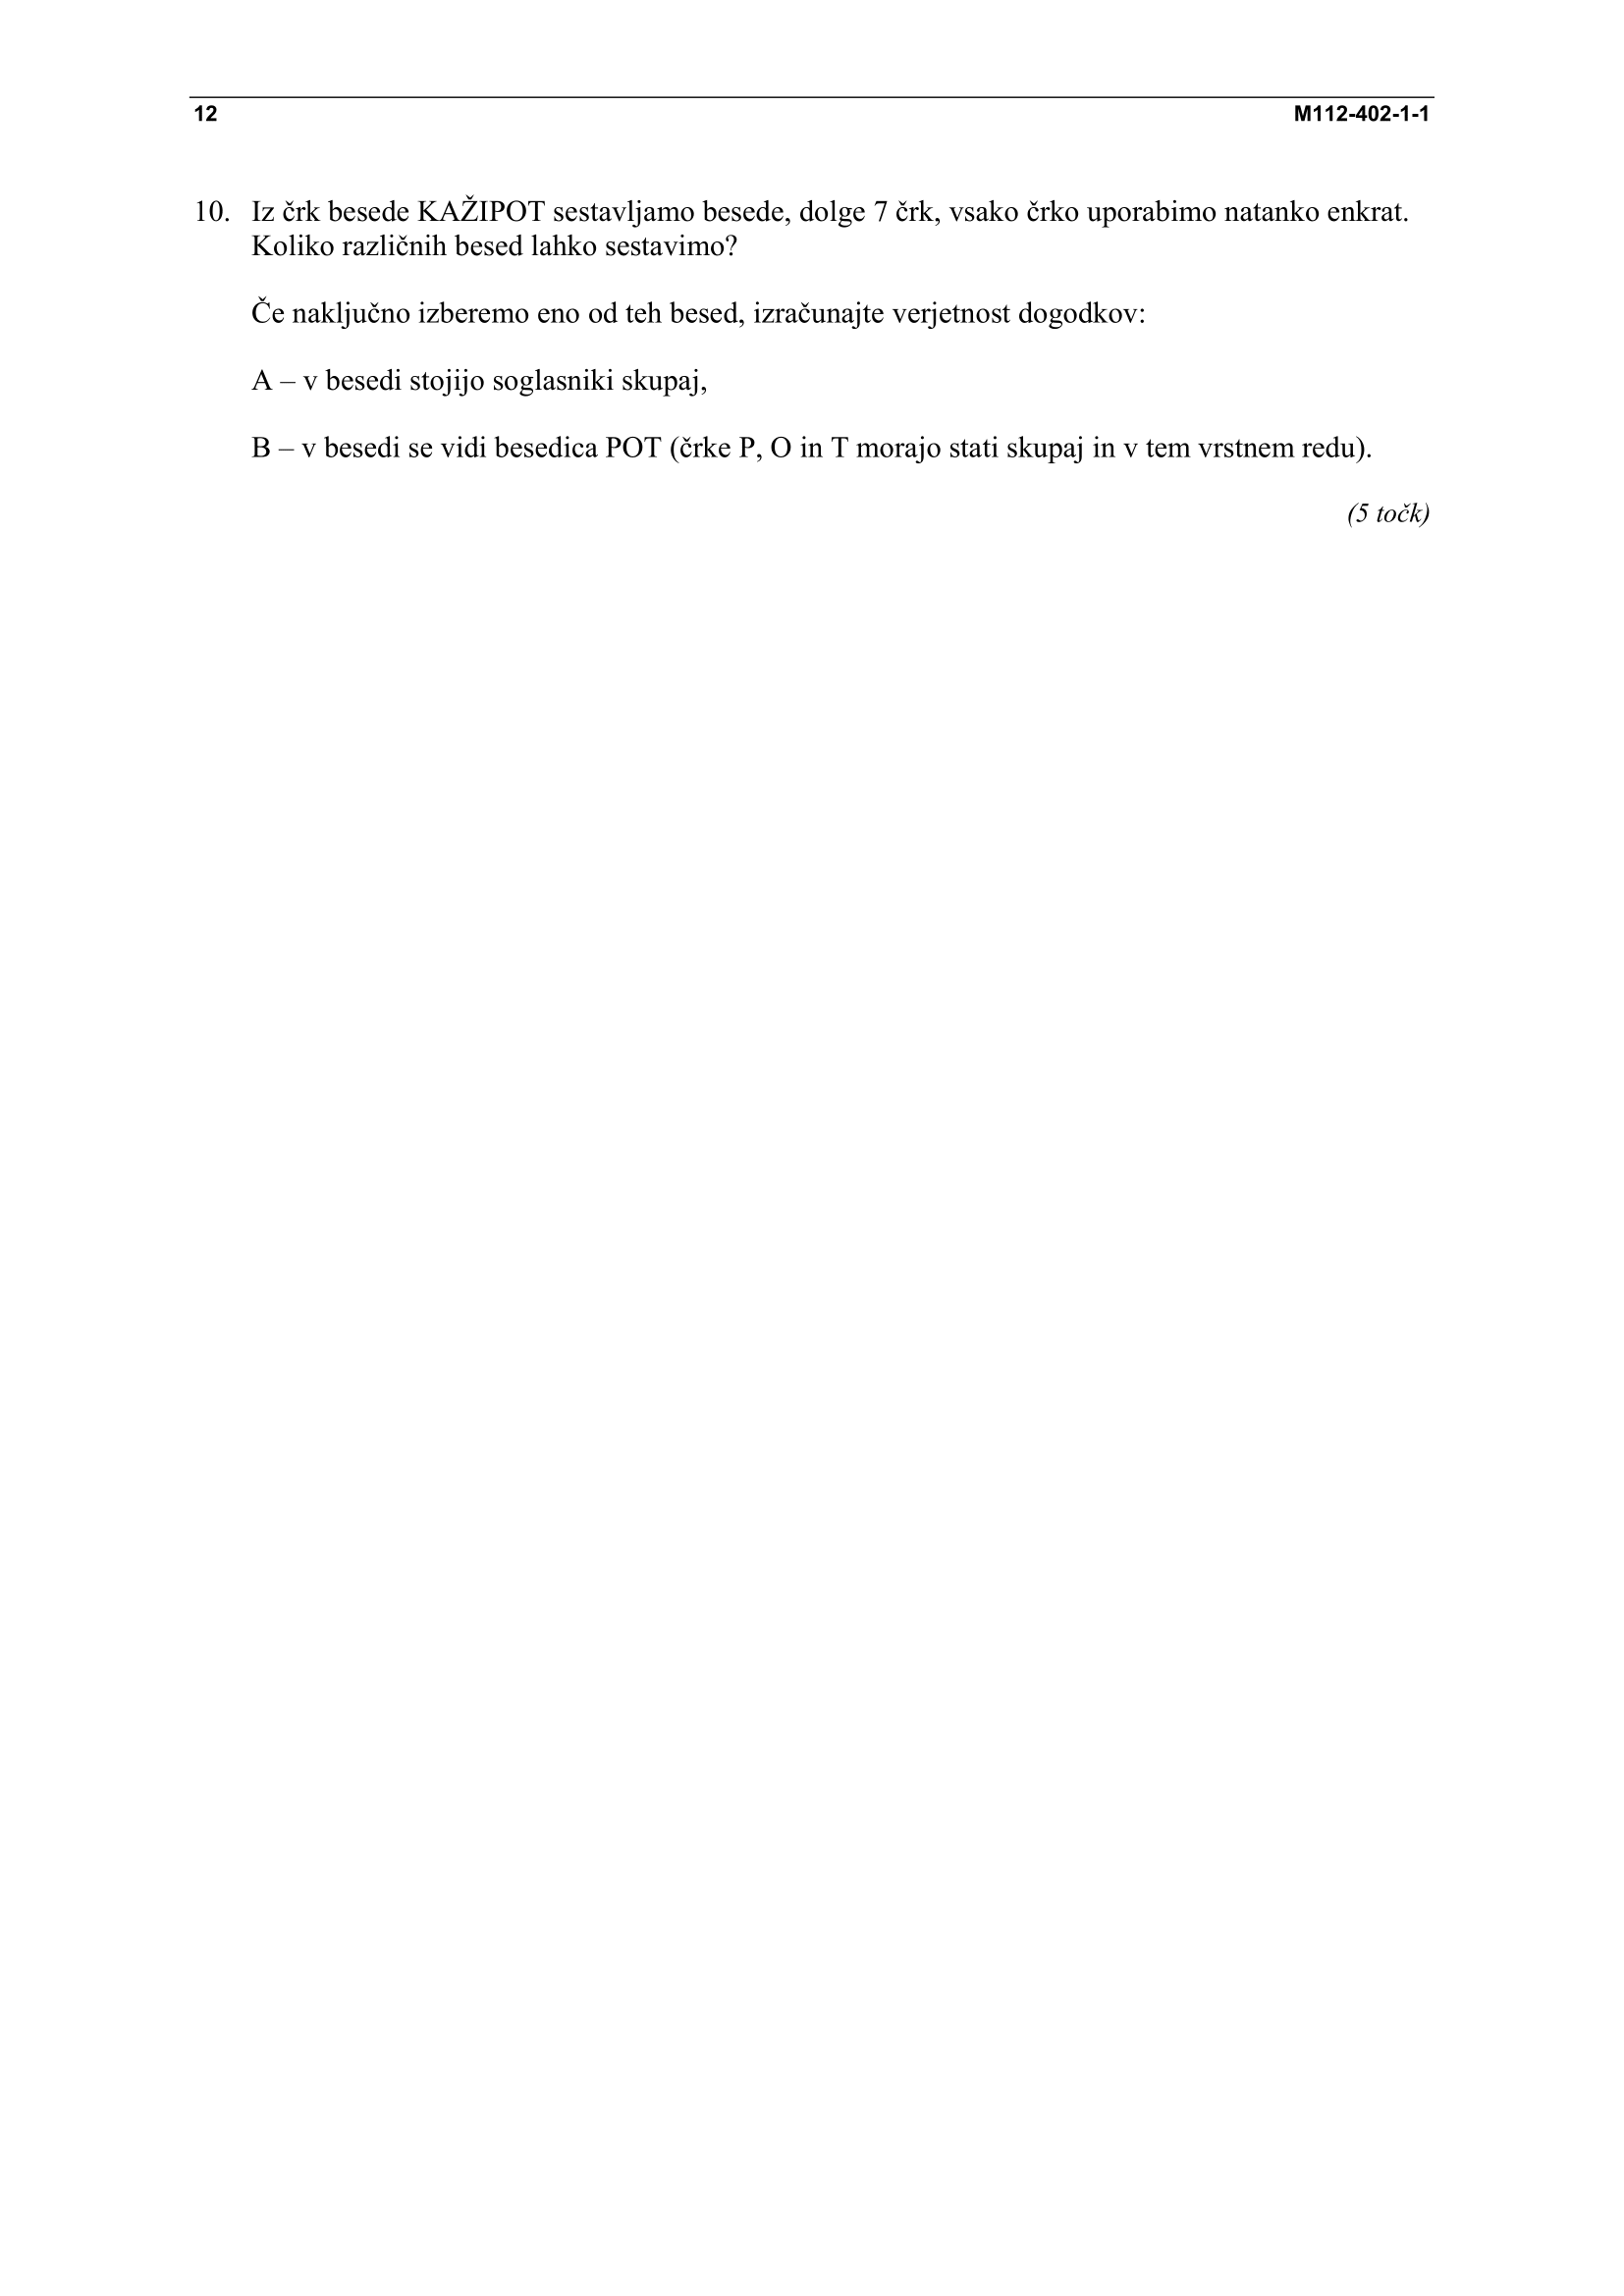 12 M112-402-1-1
10. Iz črk besede KAŽIPOT sestavljamo besede, dolge 7 črk, vsako črko uporabimo natanko enkrat.
Koliko različnih besed lahko sestavimo?
Če naključno izberemo eno od teh besed, izračunajte verjetnost dogodkov:
A – v besedi stojijo soglasniki skupaj,
B – v besedi se vidi besedica POT (črke P, O in T morajo stati skupaj in v tem vrstnem redu).
(5 točk)